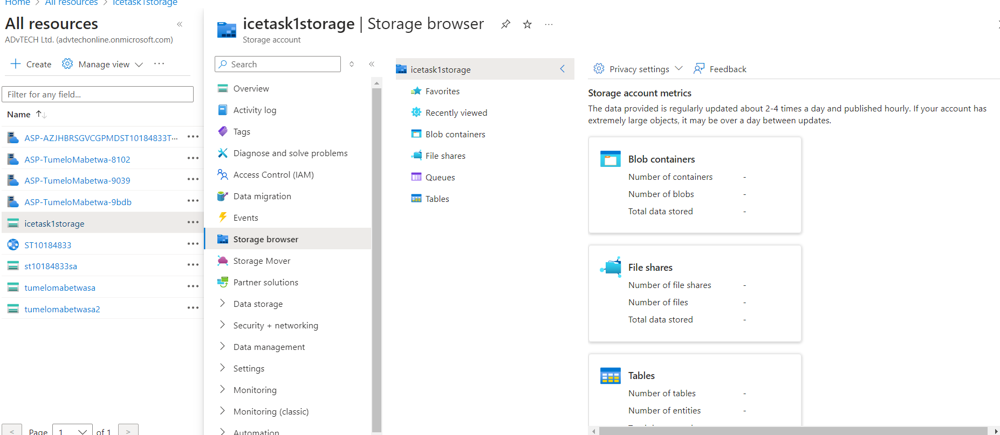 Home > All resources > icetask1storage
All resources «
ADvTECH Ltd. (advtechonline.onmicrosoft.com)
Create Manage view ···
Filter for any field...
Name ↑↓
ASP-AZJHBRSGVCGPMDST10184833T··· ···
ASP-TumeloMabetwa-8102 ···
ASP-TumeloMabetwa-9039 ···
ASP-TumeloMabetwa-9bdb ···
icetask1storage ···
ST10184833 ···
st10184833sa ···
tumelomabetwasa ···
tumelomabetwasa2 ···
< Page 1 of 1 >
icetask1storage | Storage browser ···
Storage account
Search «
Overview
Activity log
Tags
Diagnose and solve problems
Access Control (IAM)
Data migration
Events
Storage browser
Storage Mover
Partner solutions
Data storage
Security + networking
Data management
Settings
Monitoring
Monitoring (classic)
Automation
icetask1storage
Favorites
Recently viewed
Blob containers
File shares
Queues
Tables
Privacy settings Feedback
Storage account metrics
The data provided is regularly updated about 2-4 times a day and published hourly. If your account has
extremely large objects, it may be over a day between updates.
Blob containers
Number of containers -
Number of blobs -
Total data stored -
File shares
Number of file shares -
Number of files -
Total data stored -
Tables
Number of tables -
Number of entities -